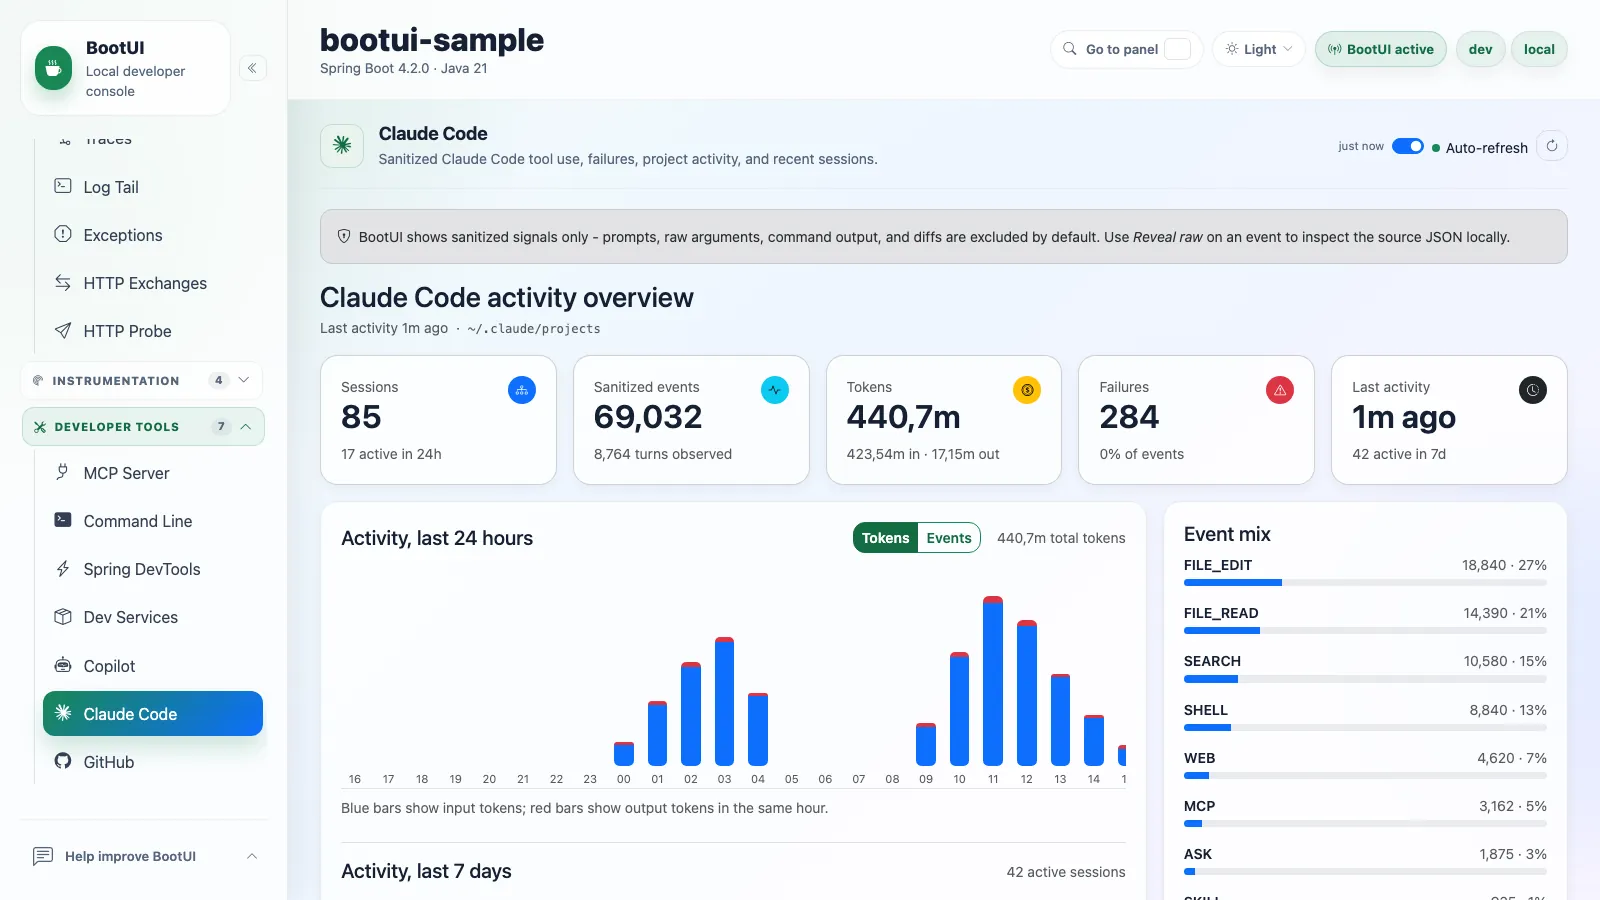 BootUI
Local developer
console
Traces
Log Tail
Exceptions
HTTP Exchanges
HTTP Probe
INSTRUMENTATION 4
DEVELOPER TOOLS 7
MCP Server
Command Line
Spring DevTools
Dev Services
Copilot
Claude Code
GitHub
Help improve BootUI
bootui-sample
Spring Boot 4.2.0 · Java 21
Go to panel
Light
BootUI active
dev
local
Claude Code
Sanitized Claude Code tool use, failures, project activity, and recent sessions.
just now
Auto-refresh
BootUI shows sanitized signals only - prompts, raw arguments, command output, and diffs are excluded by default. Use Reveal raw on an event to inspect the source JSON locally.
Claude Code activity overview
Last activity 1m ago · ~/.claude/projects
Sessions
85
17 active in 24h
Sanitized events
69,032
8,764 turns observed
Tokens
440,7m
423,54m in · 17,15m out
Failures
284
0% of events
Last activity
1m ago
42 active in 7d
Activity, last 24 hours
Tokens Events
440,7m total tokens
16 17 18 19 20 21 22 23 00 01 02 03 04 05 06 07 08 09 10 11 12 13 14
Blue bars show input tokens; red bars show output tokens in the same hour.
Activity, last 7 days
42 active sessions
Event mix
FILE_EDIT 18,840 · 27%
FILE_READ 14,390 · 21%
SEARCH 10,580 · 15%
SHELL 8,840 · 13%
WEB 4,620 · 7%
MCP 3,162 · 5%
ASK 1,875 · 3%